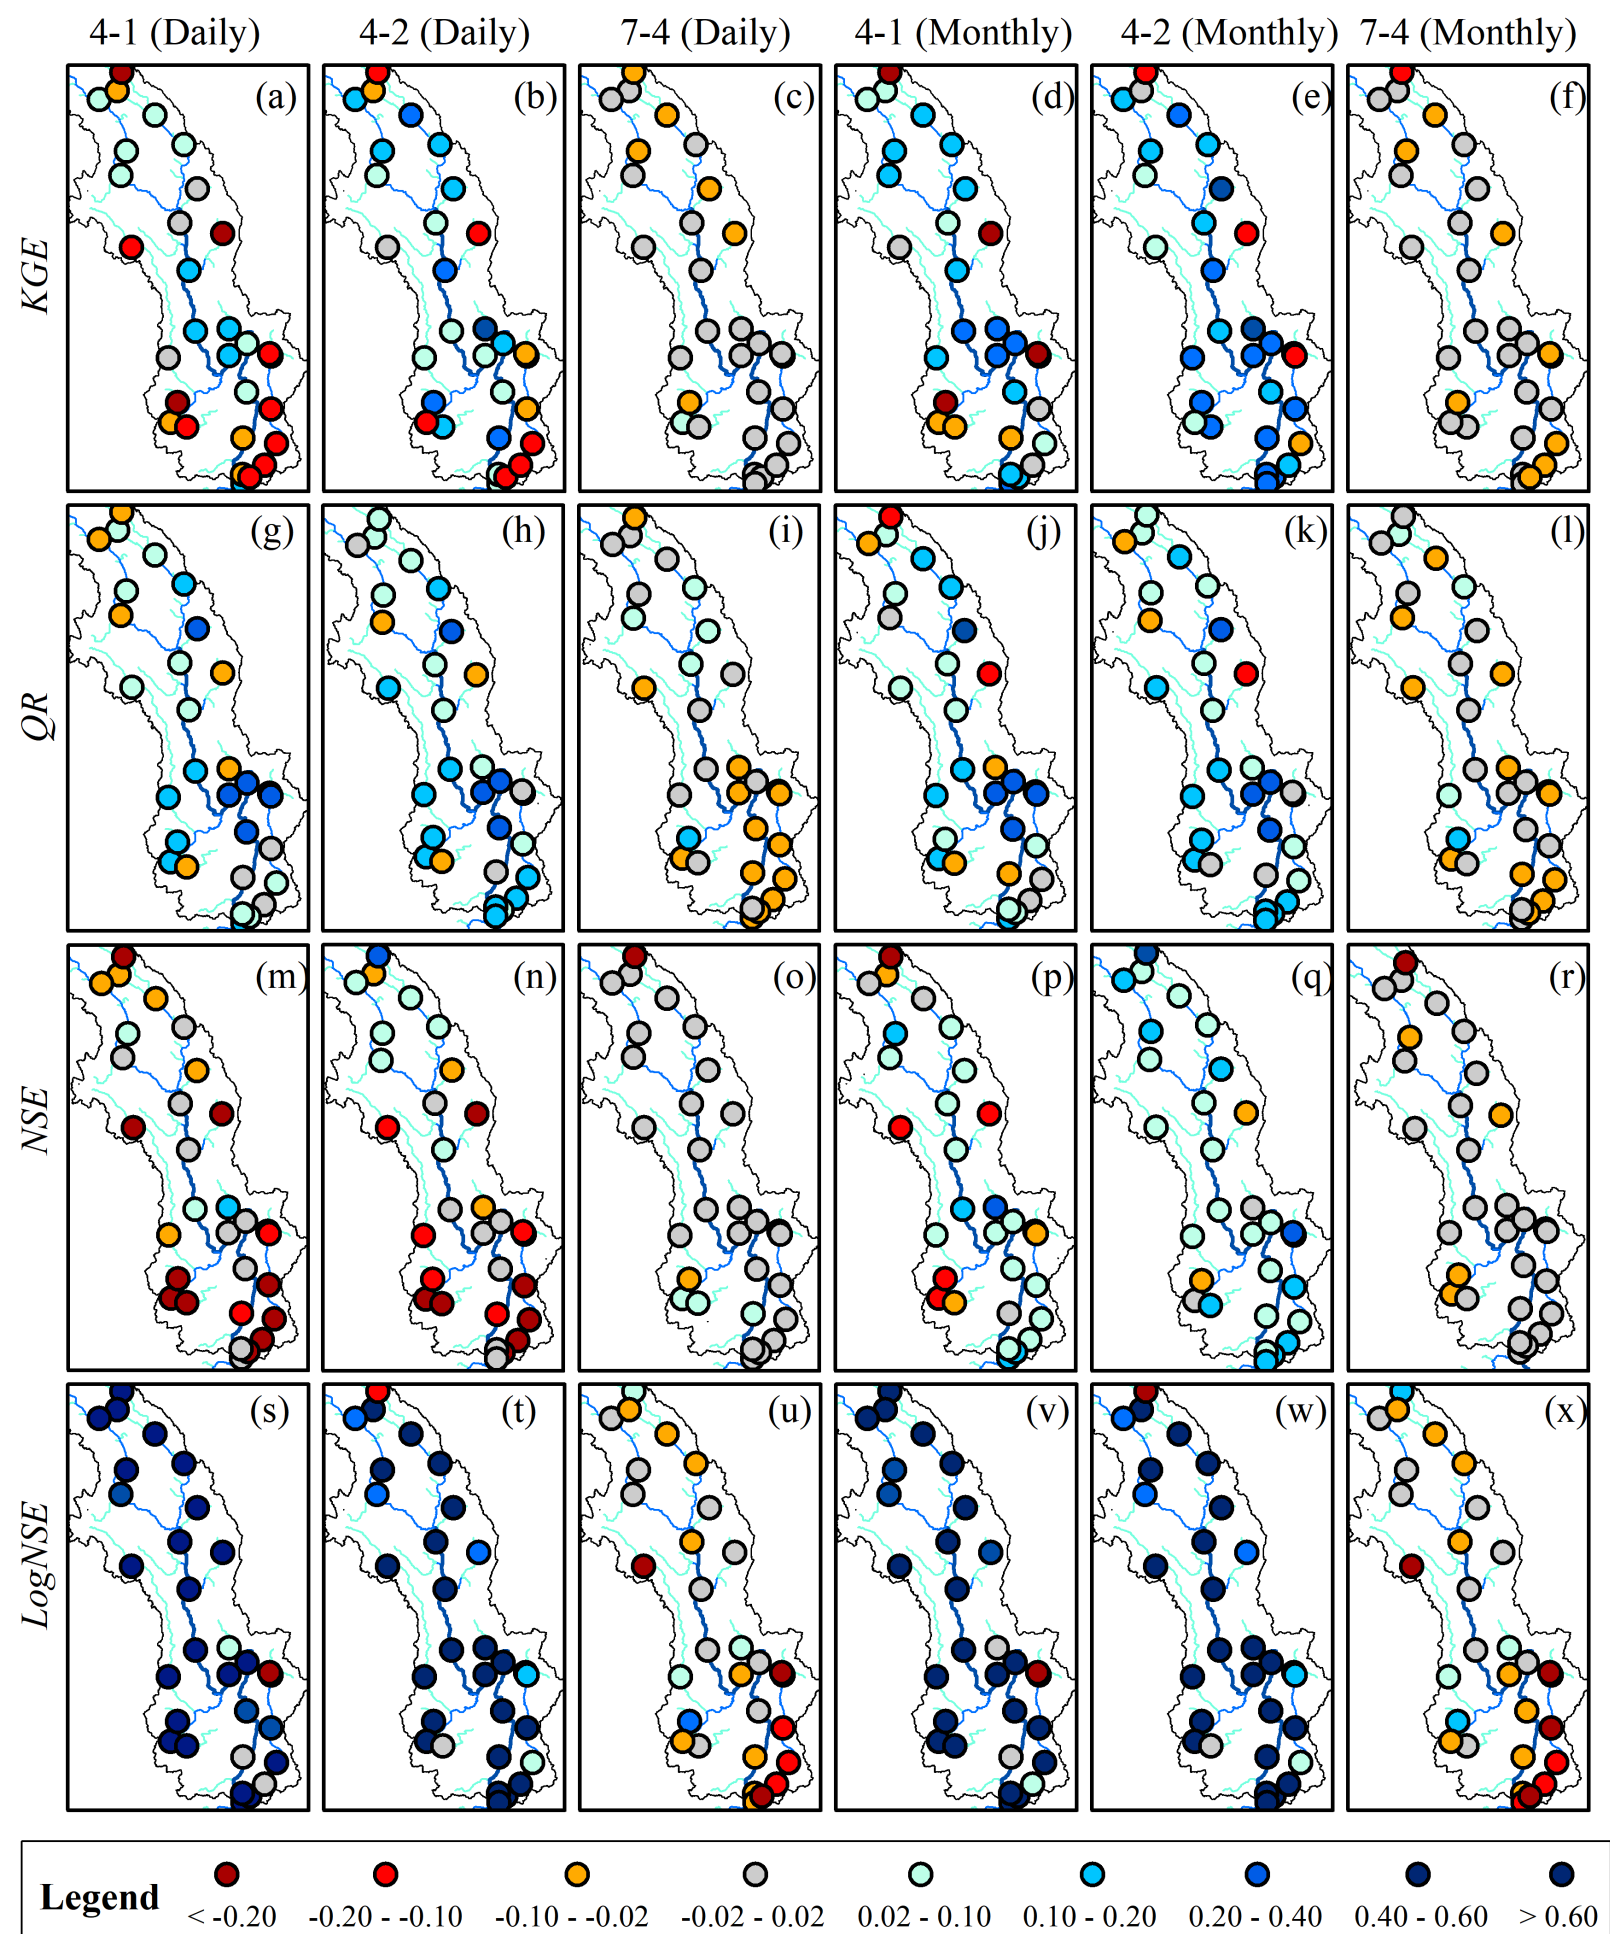 4-1 (Daily) 4-2 (Daily) 7-4 (Daily) 4-1 (Monthly) 4-2 (Monthly) 7-4 (Monthly)
KGE
(a) (b) (c) (d) (e) (f)
QR
(g) (h) (i) (j) (k) (l)
NSE
(m) (n) (o) (p) (q) (r)
LogNSE
(s) (t) (u) (v) (w) (x)
Legend
< -0.20 -0.20 - -0.10 -0.10 - -0.02 -0.02 - 0.02 0.02 - 0.10 0.10 - 0.20 0.20 - 0.40 0.40 - 0.60 > 0.60